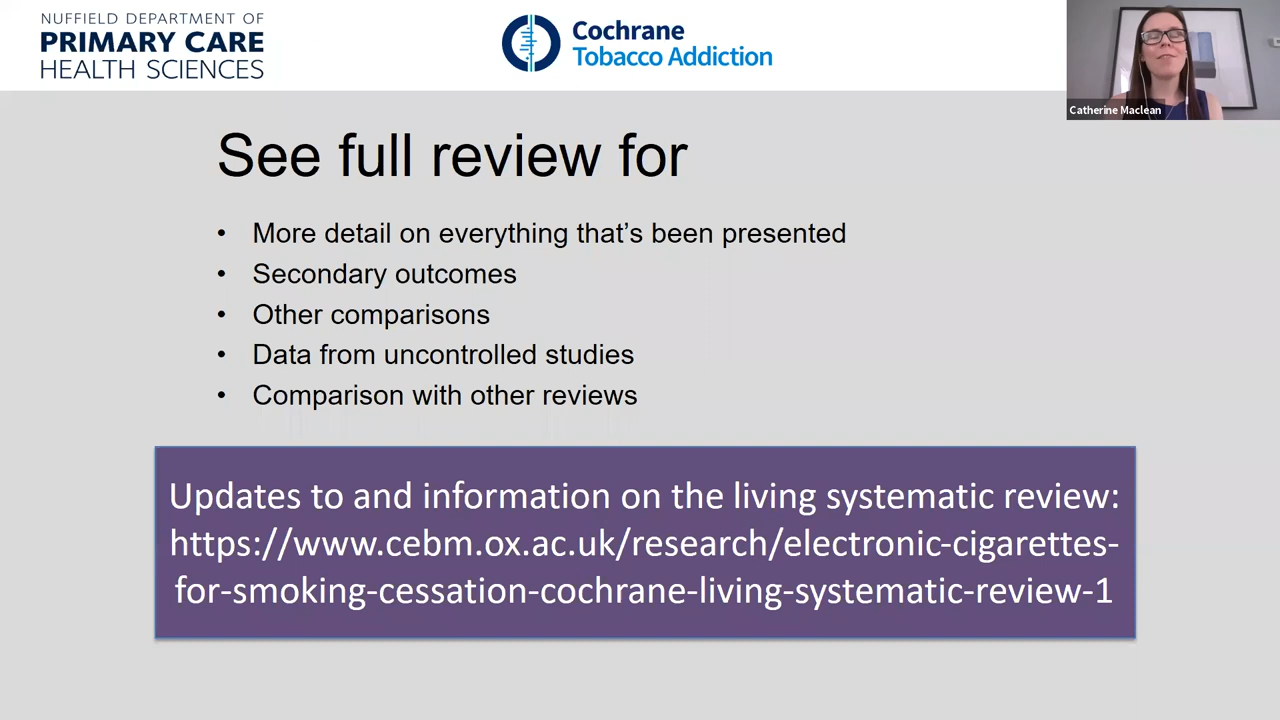 NUFFIELD DEPARTMENT OF
PRIMARY CARE
HEALTH SCIENCES
Cochrane
Tobacco Addiction
Catherine Maclean
See full review for
• More detail on everything that's been presented
• Secondary outcomes
• Other comparisons
• Data from uncontrolled studies
• Comparison with other reviews
Updates to and information on the living systematic review:
https://www.cebm.ox.ac.uk/research/electronic-cigarettes-
for-smoking-cessation-cochrane-living-systematic-review-1